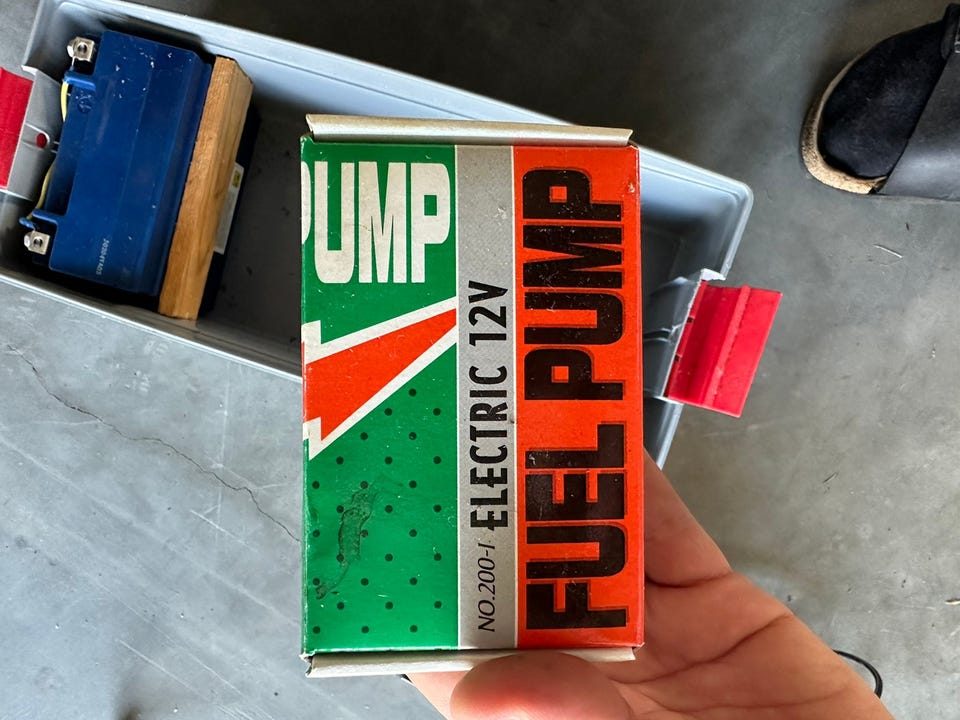 PUMP
NO.200-1 ELECTRIC 12V
FUEL PUMP